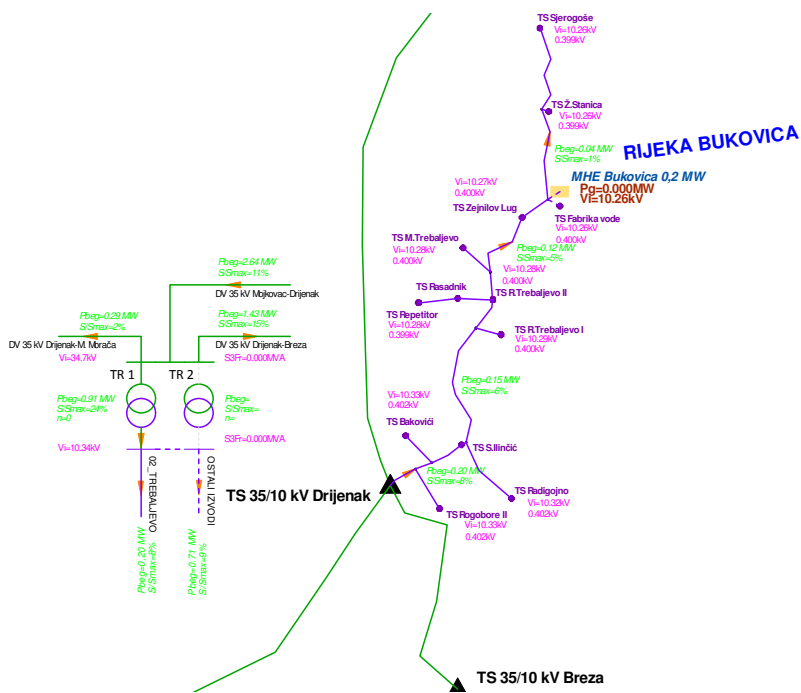 TS Sjerogoše
Vi=10.26kV
0.399kV
TS Ž.Stanica
Vi=10.26kV
0.399kV
RIJEKA BUKOVICA
Pbeg=0.04 MW
S/Smax=1%
MHE Bukovica 0,2 MW
Pg=0.000MW
Vi=10.26kV
Vi=10.27kV
0.400kV
TS Zejnilov Lug
TS Fabrika vode
Vi=10.26kV
0.400kV
TS M.Trebaljevo
Vi=10.28kV
0.400kV
Pbeg=0.12 MW
S/Smax=5%
Vi=10.28kV
0.400kV
TS Rasadnik
TS R.Trebaljevo II
TS Repetitor
Vi=10.28kV
0.399kV
TS R.Trebaljevo I
Vi=10.29kV
0.400kV
Pbeg=2.64 MW
S/Smax=11%
DV 35 kV Mojkovac-Drijenak
Pbeg=0.29 MW
S/Smax=2%
Pbeg=1.43 MW
S/Smax=15%
DV 35 kV Drijenak-M. Morača
DV 35 kV Drijenak-Breza
Vi=34.7kV
S3Fr=0.000MVA
TR 1
TR 2
Pbeg=0.91 MW
S/Smax=24%
n=0
Pbeg=
S/Smax=
n=
Vi=10.34kV
S3Fr=0.000MVA
02_TREBALJEVO
OSTALI IZVODI
Pbeg=0.20 MW
S/Smax=8%
Pbeg=0.71 MW
S/Smax=9%
Pbeg=0.15 MW
S/Smax=6%
Vi=10.33kV
0.402kV
TS Bakovići
TS S.Ilinčić
Pbeg=0.20 MW
S/Smax=8%
TS 35/10 kV Drijenak
TS Radigojno
Vi=10.32kV
0.402kV
TS Rogobore II
Vi=10.33kV
0.402kV
TS 35/10 kV Breza